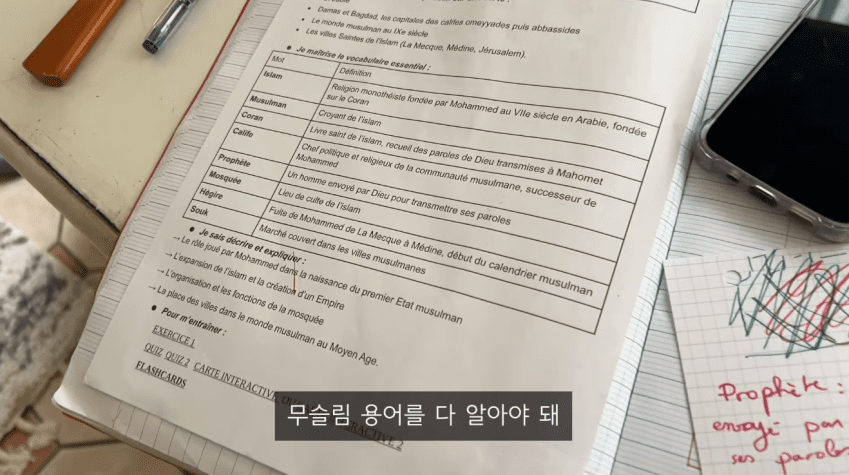 • Damas et Bagdad, les capitales des califes omeyyades puis abbassides
• Le monde musulman au IXe siècle
• Les villes Saintes de l'Islam (La Mecque, Médine, Jérusalem).
• Je maîtrise le vocabulaire essentiel :
Mot Définition
Islam Religion monothéiste fondée par Mohammed au VIIe siècle en Arabie, fondée
sur le Coran
Musulman Croyant de l'islam
Coran Livre saint de l'Islam, recueil des paroles de Dieu transmises à Mahomet
Calife Chef politique et religieux de la communauté musulmane, successeur de
Mohammed
Prophète Un homme envoyé par Dieu pour transmettre ses paroles
Mosquée Lieu de culte de l'islam
Hégire Fuite de Mohammed de La Mecque à Médine, début du calendrier musulman
Souk Marché couvert dans les villes musulmanes
• Je sais décrire et expliquer :
→ Le rôle joué par Mohammed dans la naissance du premier Etat musulman
→ L'expansion de l'islam et la création d'un Empire
→ L'organisation et les fonctions de la mosquée
→ La place des villes dans le monde musulman au Moyen Age.
• Pour m'entraîner :
EXERCICE 1
QUIZ QUIZ 2 CARTE INTERACTIVE
FLASHCARDS
Prophète :
envoyé par
ses parole
무슬림 용어를 다 알아야 돼